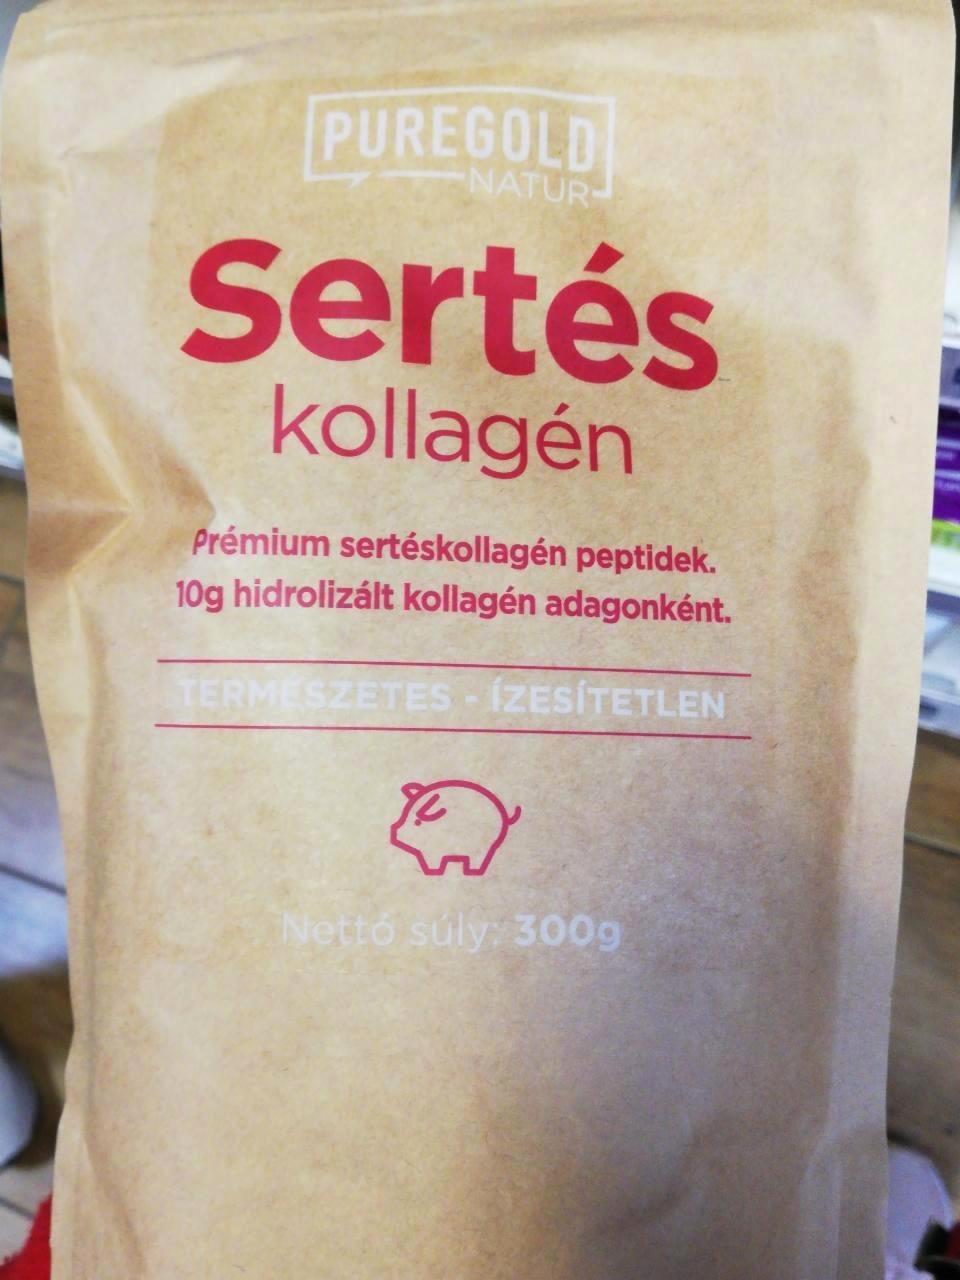 PUREGOLD
NATUR
Sertés
kollagén
Prémium sertéskollagén peptidek.
10g hidrolizált kollagén adagonként.
TERMÉSZETES - ÍZESÍTETLEN
Nettó súly: 300g